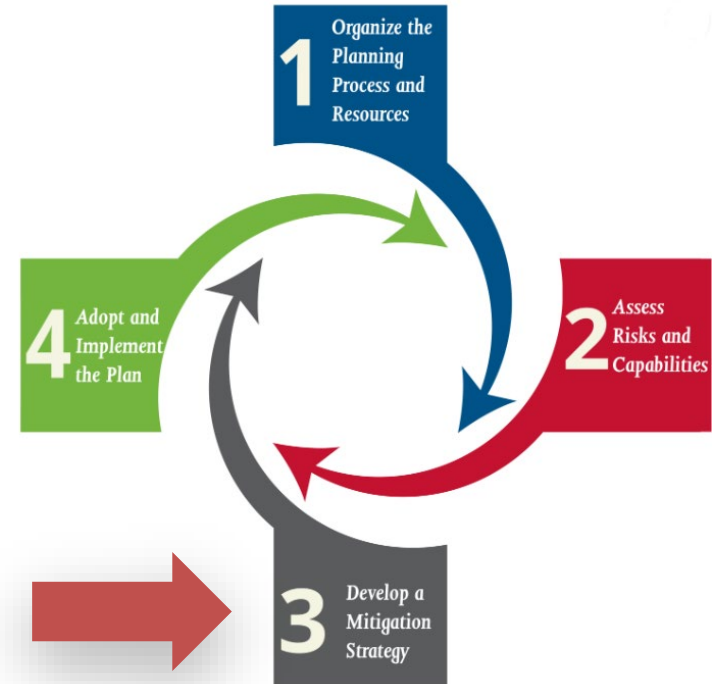 1
Organize the
Planning
Process and
Resources
2
Assess
Risks and
Capabilities
3
Develop a
Mitigation
Strategy
4
Adopt and
Implement
the Plan